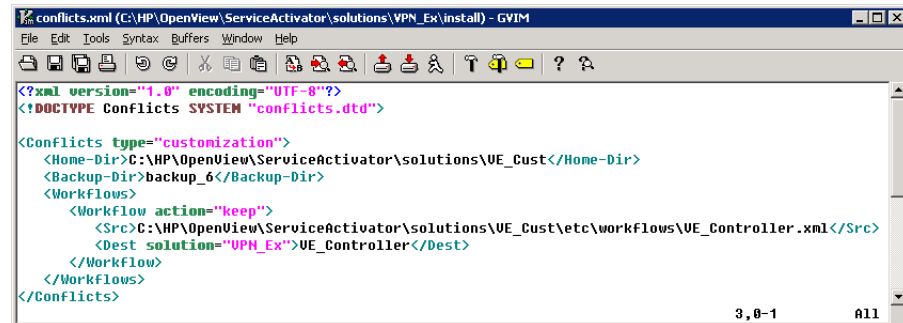 conflicts.xml (C:\HP\OpenView\ServiceActivator\solutions\VPN_Ex\install) - GVIM
File Edit Tools Syntax Buffers Window Help
<?xml version="1.0" encoding="UTF-8"?>
<!DOCTYPE Conflicts SYSTEM "conflicts.dtd">
<Conflicts type="customization">
<Home-Dir>C:\HP\OpenView\ServiceActivator\solutions\VE_Cust</Home-Dir>
<Backup-Dir>backup_6</Backup-Dir>
<Workflows>
<Workflow action="keep">
<Src>C:\HP\OpenView\ServiceActivator\solutions\VE_Cust\etc\workflows\VE_Controller.xml</Src>
<Dest solution="VPN_Ex">VE_Controller</Dest>
</Workflow>
</Workflows>
</Conflicts>
3,0-1 All